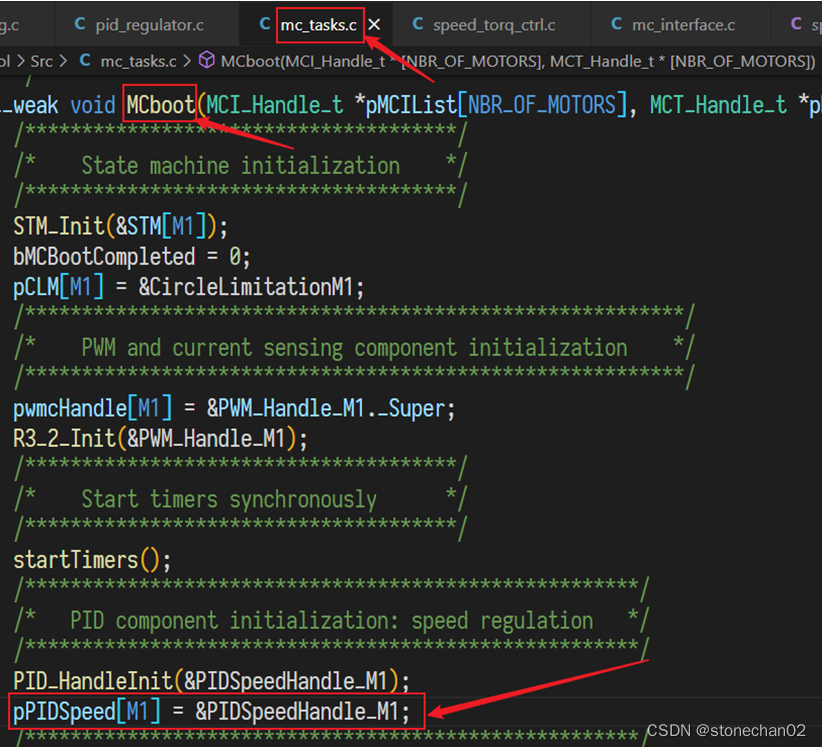 g.c C pid_regulator.c C mc_tasks.c × C speed_torq_ctrl.c C mc_interface.c C sp
ol > Src > C mc_tasks.c > MCboot(MCI_Handle_t * [NBR_OF_MOTORS], MCT_Handle_t * [NBR_OF_MOTORS])
/
__weak void MCboot(MCI_Handle_t *pMCIList[NBR_OF_MOTORS], MCT_Handle_t *p
/**************************************/
/* State machine initialization */
/**************************************/
STM_Init(&STM[M1]);
bMCBootCompleted = 0;
pCLM[M1] = &CircleLimitationM1;
/**********************************************************/
/* PWM and current sensing component initialization */
/**********************************************************/
pwmcHandle[M1] = &PWM_Handle_M1._Super;
R3_2_Init(&PWM_Handle_M1);
/**************************************/
/* Start timers synchronously */
/**************************************/
startTimers();
/******************************************************/
/* PID component initialization: speed regulation */
/******************************************************/
PID_HandleInit(&PIDSpeedHandle_M1);
pPIDSpeed[M1] = &PIDSpeedHandle_M1;
/******************************************************/
CSDN @stonechan02